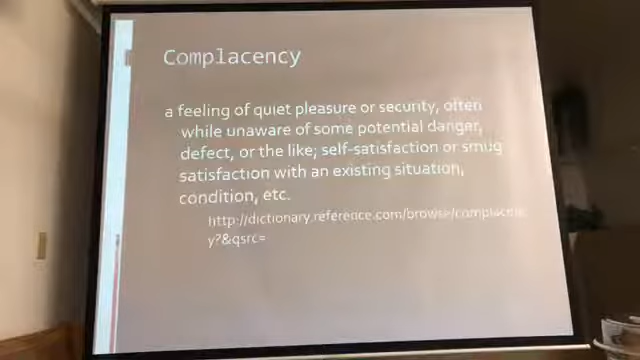 Complacency
a feeling of quiet pleasure or security, often
while unaware of some potential danger,
defect, or the like; self-satisfaction or smug
satisfaction with an existing situation,
condition, etc.
http://dictionary.reference.com/browse/complacenc
y?&qsrc=